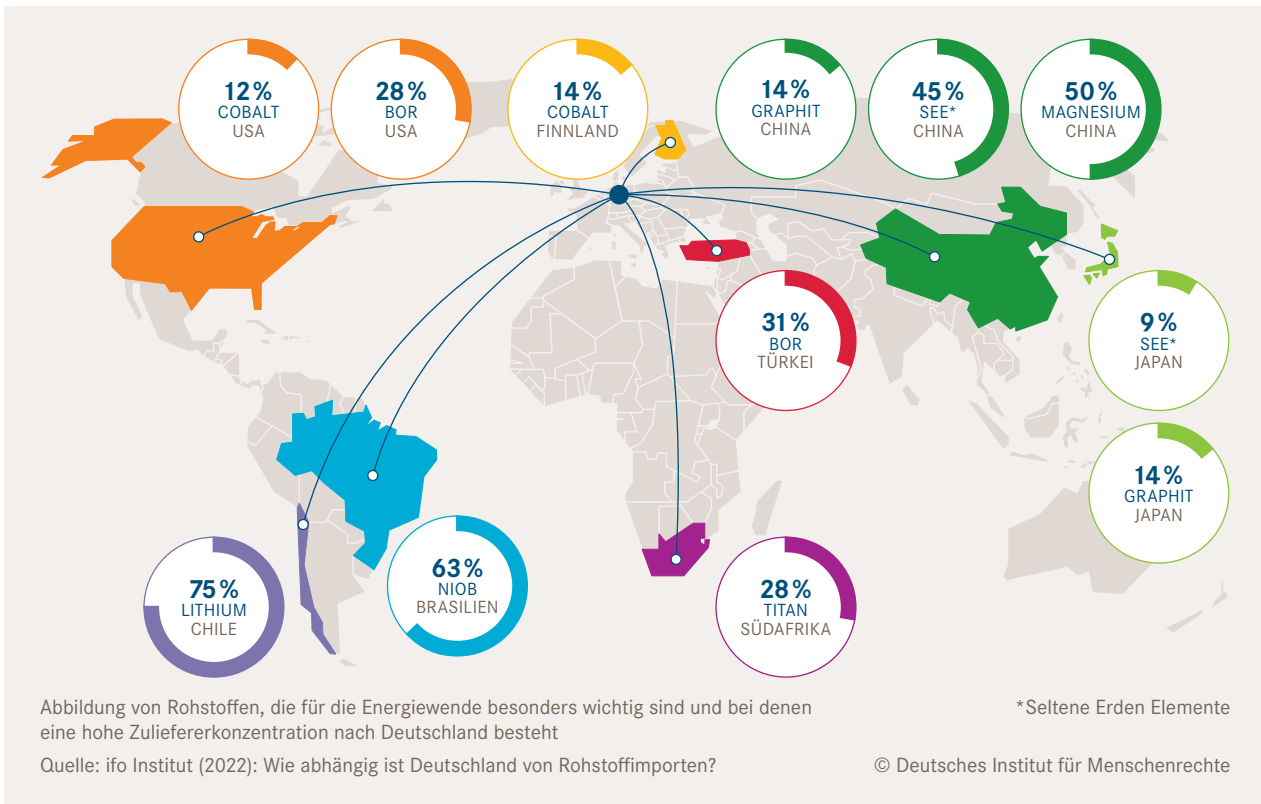 12 %
COBALT
USA
28 %
BOR
USA
14 %
COBALT
FINNLAND
14 %
GRAPHIT
CHINA
45 %
SEE*
CHINA
50 %
MAGNESIUM
CHINA
31 %
BOR
TÜRKEI
9 %
SEE*
JAPAN
14 %
GRAPHIT
JAPAN
75 %
LITHIUM
CHILE
63 %
NIOB
BRASILIEN
28 %
TITAN
SÜDAFRIKA
Abbildung von Rohstoffen, die für die Energiewende besonders wichtig sind und bei denen
eine hohe Zuliefererkonzentration nach Deutschland besteht
*Seltene Erden Elemente
Quelle: ifo Institut (2022): Wie abhängig ist Deutschland von Rohstoffimporten?
© Deutsches Institut für Menschenrechte